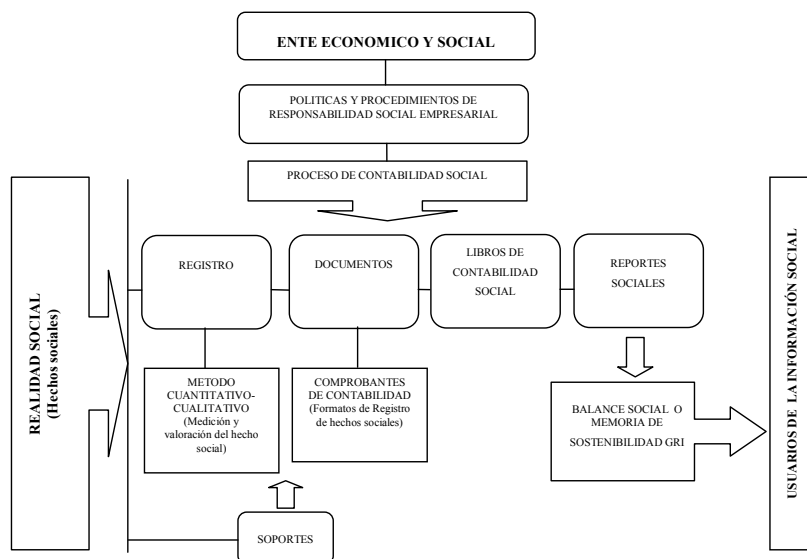 ENTE ECONOMICO Y SOCIAL
POLITICAS Y PROCEDIMIENTOS DE
RESPONSABILIDAD SOCIAL EMPRESARIAL
PROCESO DE CONTABILIDAD SOCIAL
REALIDAD SOCIAL
(Hechos sociales)
REGISTRO
DOCUMENTOS
LIBROS DE
CONTABILIDAD
SOCIAL
REPORTES
SOCIALES
METODO
CUANTITATIVO-
CUALITATIVO
(Medición y
valoración del hecho
social)
COMPROBANTES
DE CONTABILIDAD
(Formatos de Registro
de hechos sociales)
BALANCE SOCIAL O
MEMORIA DE
SOSTENIBILIDAD GRI
SOPORTES
USUARIOS DE LA INFORMACIÓN SOCIAL